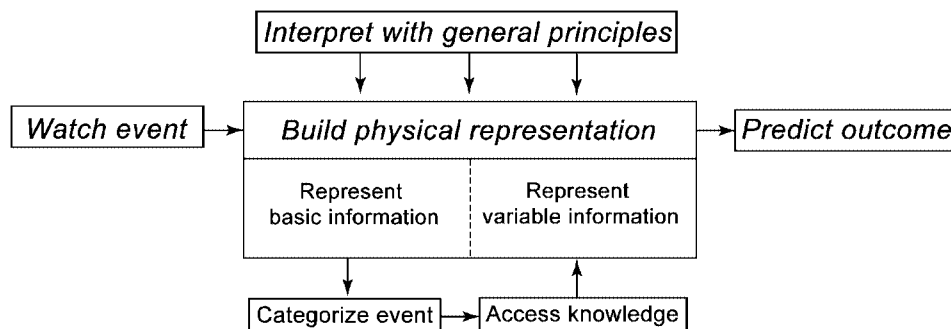 Interpret with general principles
Watch event
Build physical representation
Predict outcome
Represent
basic information
Represent
variable information
Categorize event
Access knowledge